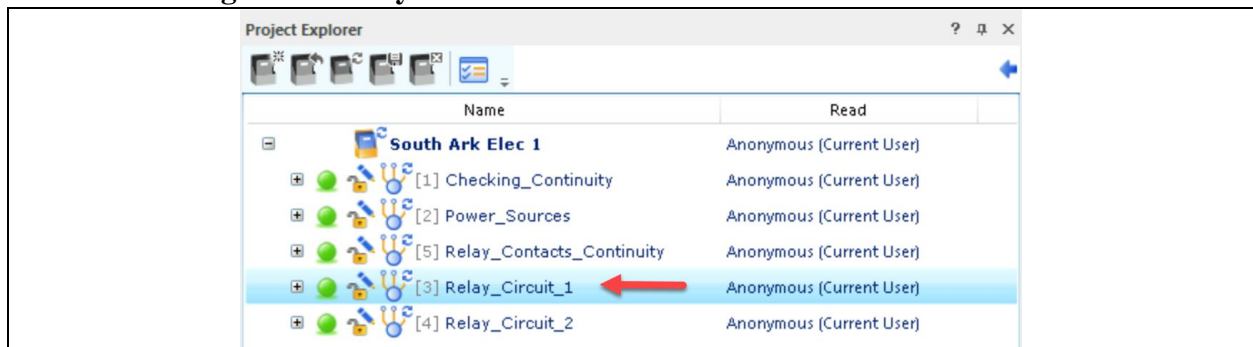 Project Explorer
Name Read
South Ark Elec 1 Anonymous (Current User)
[1] Checking_Continuity Anonymous (Current User)
[2] Power_Sources Anonymous (Current User)
[5] Relay_Contacts_Continuity Anonymous (Current User)
[3] Relay_Circuit_1 Anonymous (Current User)
[4] Relay_Circuit_2 Anonymous (Current User)